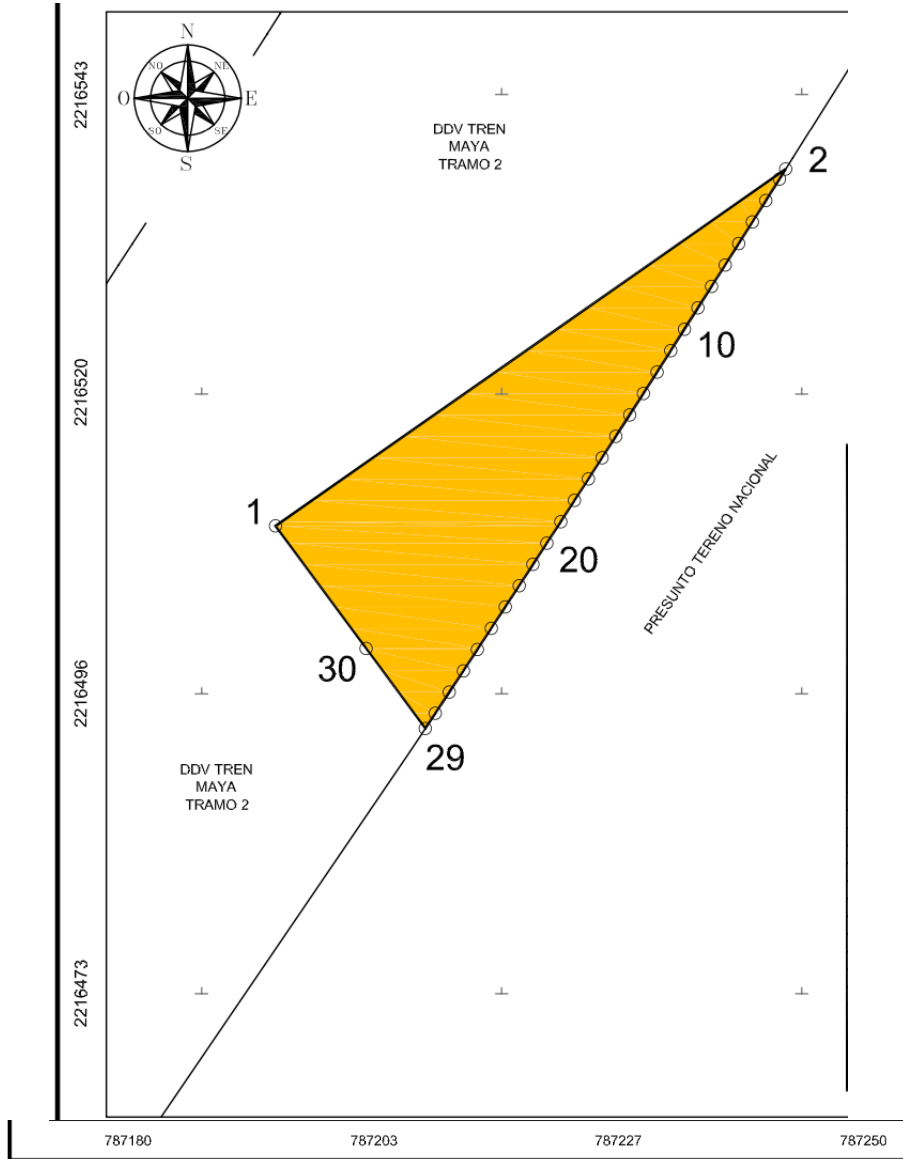 N
NO
NE
O
E
SO
SE
S
2216543
DDV TREN
MAYA
TRAMO 2
2
10
2216520
1
20
PRESUNTO TERENO NACIONAL
30
2216496
29
DDV TREN
MAYA
TRAMO 2
2216473
787180
787203
787227
787250